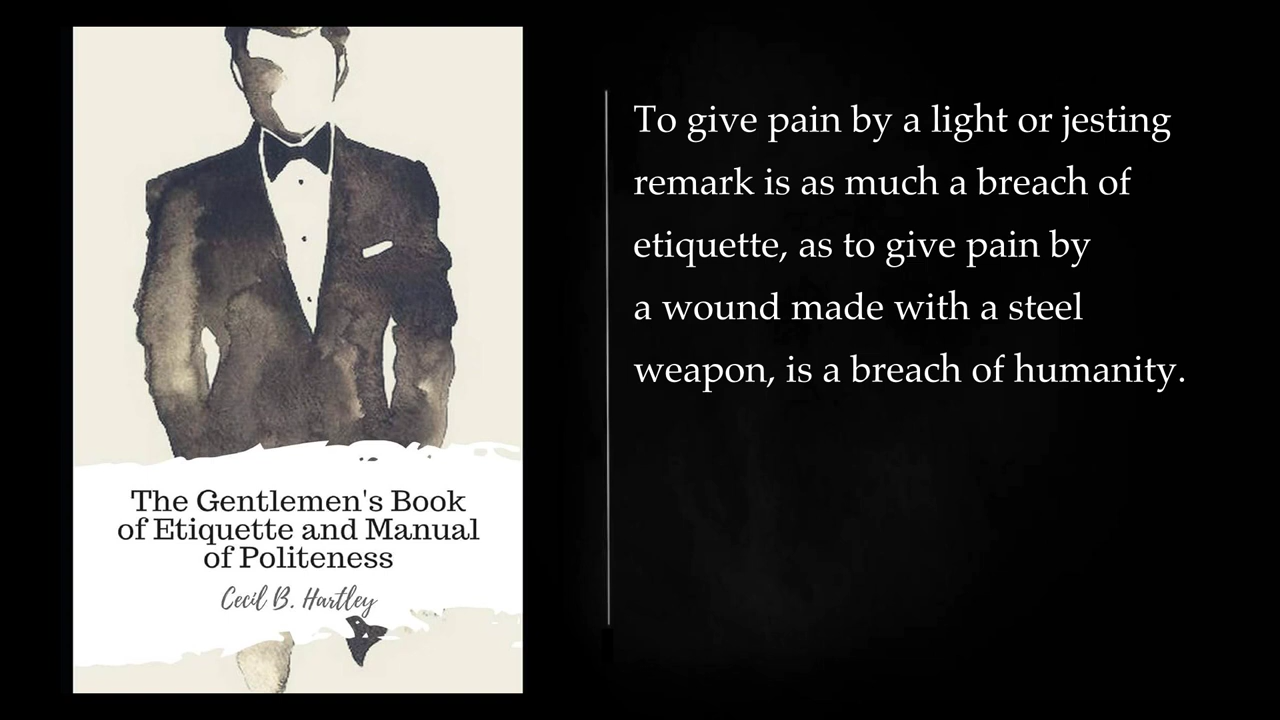 The Gentlemen's Book
of Etiquette and Manual
of Politeness
Cecil B. Hartley
To give pain by a light or jesting
remark is as much a breach of
etiquette, as to give pain by
a wound made with a steel
weapon, is a breach of humanity.